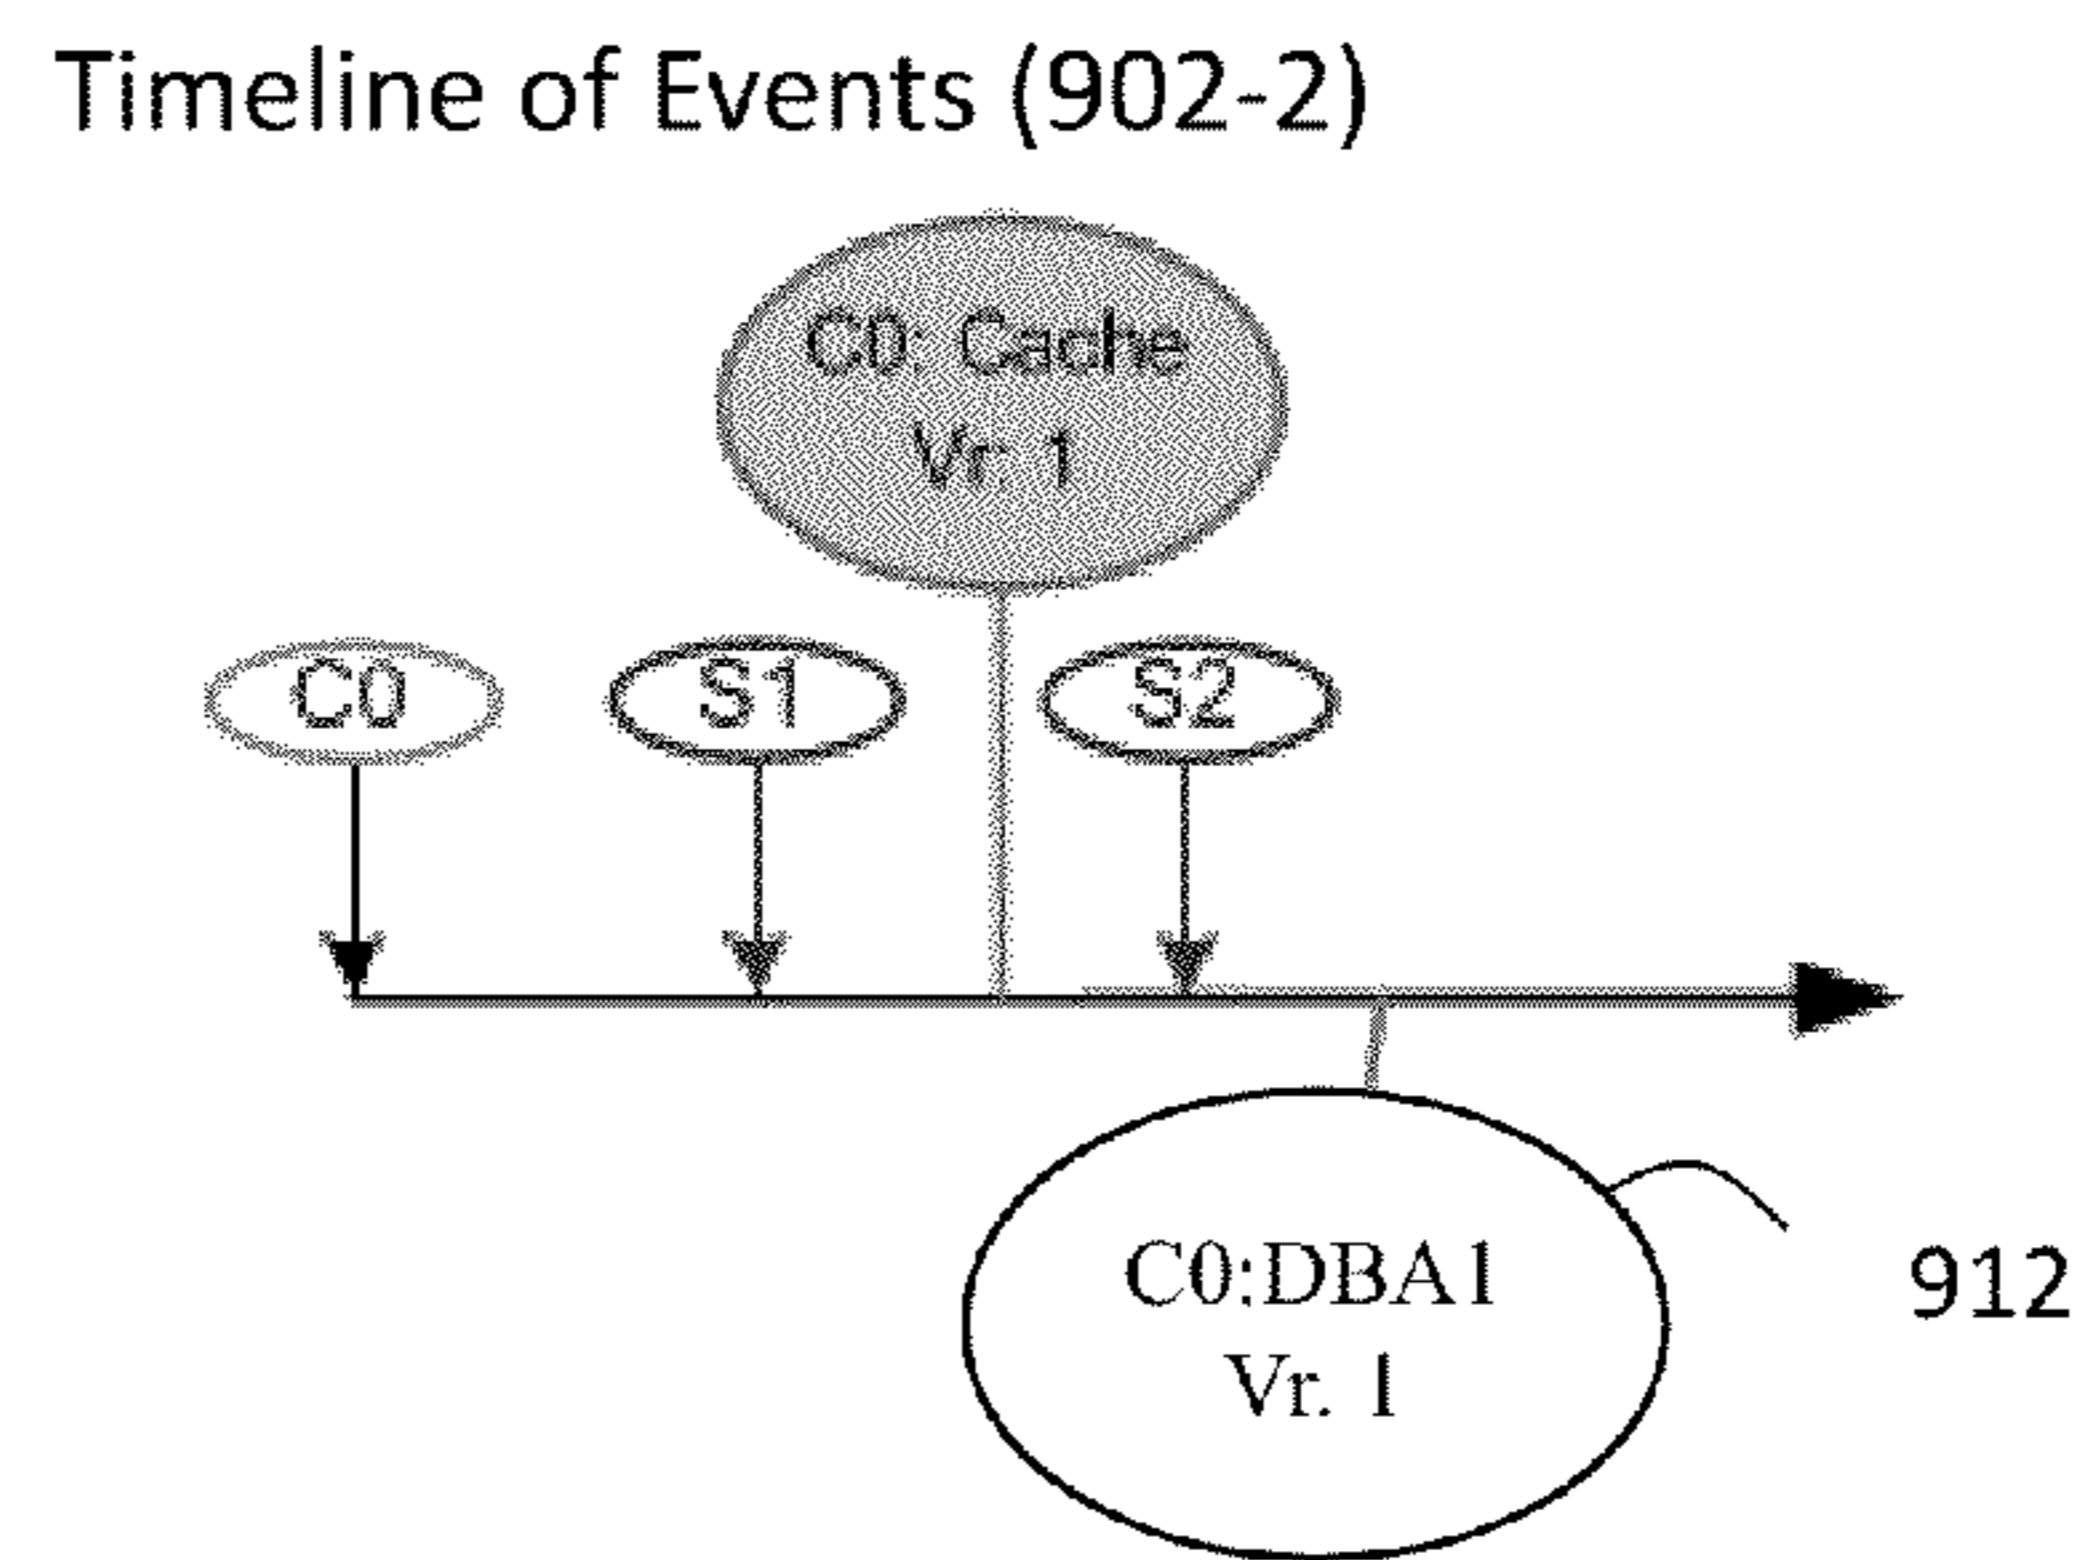 Timeline of Events (902-2)
C0: Cache
Vr. 1
C0
S1
S2
C0:DBA1
Vr. 1
912